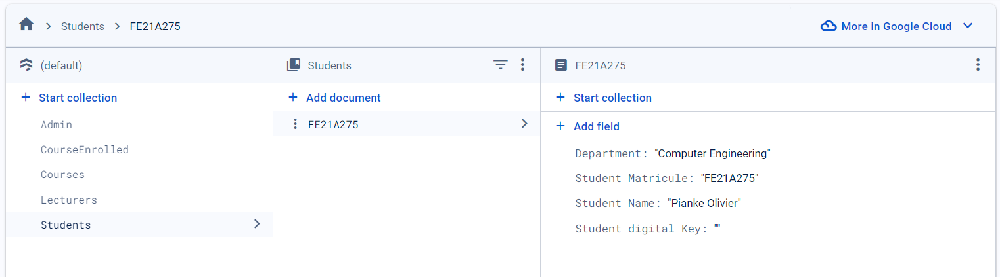 Students FE21A275
More in Google Cloud
(default)
Start collection
Admin
CourseEnrolled
Courses
Lecturers
Students
Students
Add document
FE21A275
FE21A275
Start collection
Add field
Department: "Computer Engineering"
Student Matricule: "FE21A275"
Student Name: "Pianke Olivier"
Student digital Key: ""